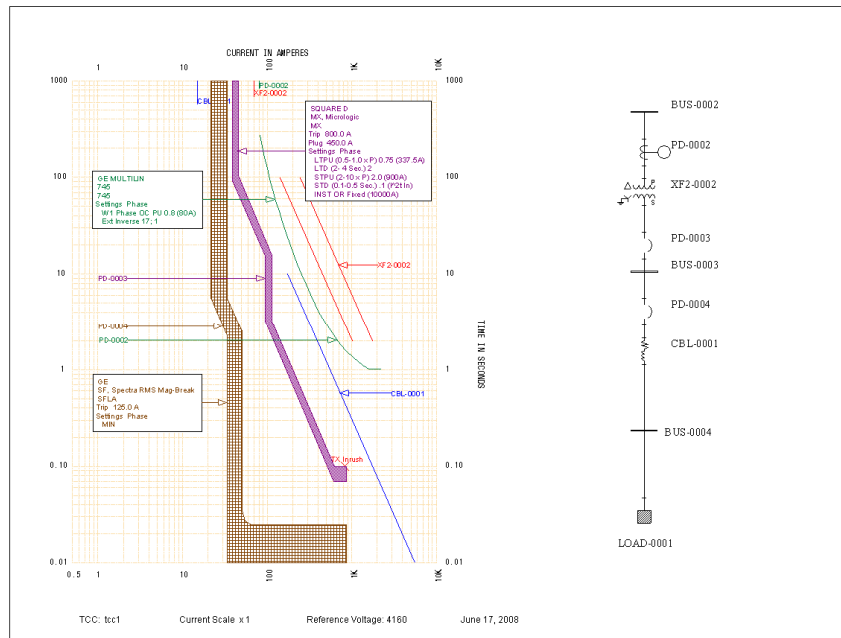 CURRENT IN AMPERES
1 10 100 1K 10K
1000 1000
PD-0002
XF2-0002
SQUARE D
MX, Micrologic
MX
Trip 800.0 A
Plug 450.0 A
Settings Phase
LTPU (0.5-1.0 x P) 0.75 (337.5A)
LTD (2- 4 Sec.) 2
STPU (2-10 x P) 2.0 (900A)
STD (0.1-0.5 Sec.) .1 (I^2t In)
INST OR Fixed (10000A)
100 100
GE MULTILIN
745
745
Settings Phase
W1 Phase OC PU 0.8 (80A)
Ext Inverse 17; 1
XF2-0002
10 10
PD-0003
PD-0004
PD-0002
TIME IN SECONDS
1 1
GE
SF, Spectra RMS Mag-Break
SFLA
Trip 125.0 A
Settings Phase
MIN
CBL-0001
TX Inrush
0.10 0.10
0.01 0.01
0.5 1 10 100 1K 10K
TCC: tcc1 Current Scale x 1 Reference Voltage: 4160 June 17, 2008
BUS-0002
PD-0002
XF2-0002
P
S
PD-0003
BUS-0003
PD-0004
CBL-0001
BUS-0004
LOAD-0001